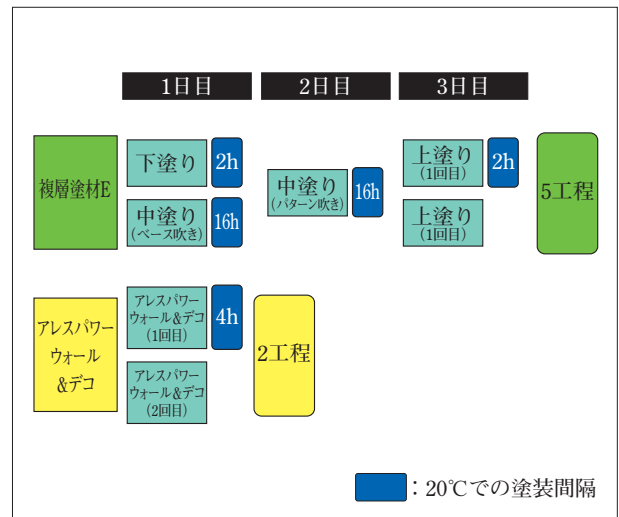 1日目
2日目
3日目
複層塗材E
下塗り
2h
中塗り
(ベース吹き)
16h
中塗り
(パターン吹き)
16h
上塗り
(1回目)
2h
上塗り
(1回目)
5工程
アレスパワー
ウォール
&デコ
アレスパワー
ウォール&デコ
(1回目)
4h
アレスパワー
ウォール&デコ
(2回目)
2工程
：20℃での塗装間隔